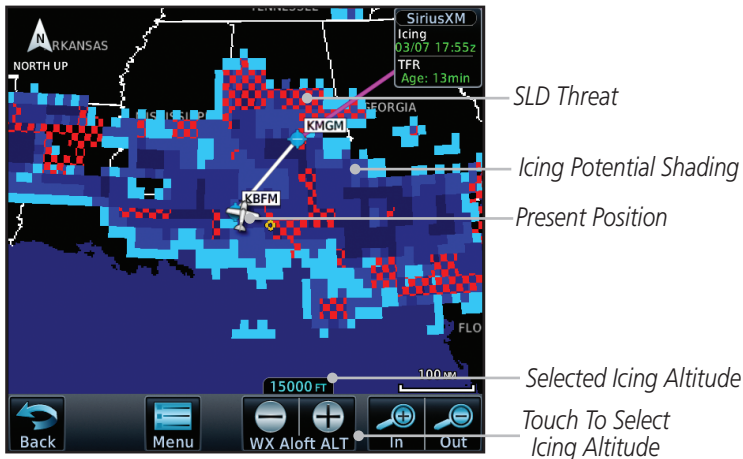 TENNESSEE
SiriusXM
Icing
03/07 17:55z
TFR
Age: 13min
N
RKANSAS
NORTH UP
SLD Threat
GEORGIA
KMGM
Icing Potential Shading
KBFM
Present Position
FLO
100 NM
15000 FT
Selected Icing Altitude
Back
Menu
WX Aloft ALT
In
Out
Touch To Select
Icing Altitude